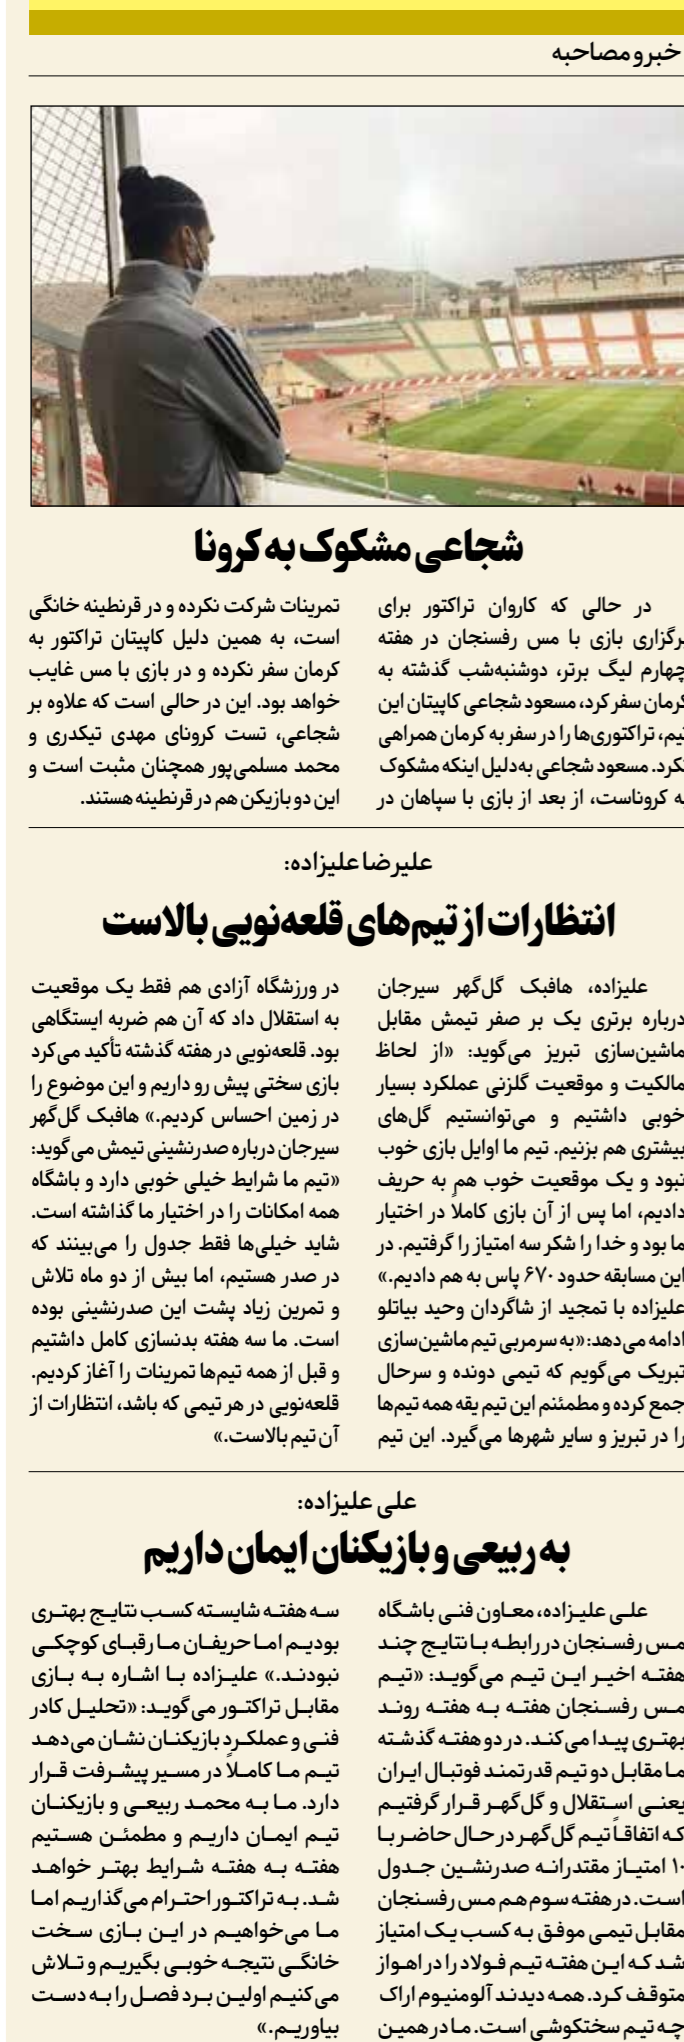 خبر و مصاحبه
شجاعی مشکوک به کرونا
در حالی که کاروان تراکتور برای
برگزاری بازی با مس رفسنجان در هفته
چهارم لیگ برتر، دوشنبه‌شب گذشته به
کرمان سفر کرد، مسعود شجاعی کاپیتان این
تیم، تراکتوری‌ها را در سفر به کرمان همراهی
نکرد. مسعود شجاعی به‌دلیل اینکه مشکوک
به کروناست، از بعد از بازی با سپاهان در
تمرینات شرکت نکرده و در قرنطینه خانگی
است، به همین دلیل کاپیتان تراکتور به
کرمان سفر نکرده و در بازی با مس غایب
خواهد بود. این در حالی است که علاوه بر
شجاعی، تست کرونای مهدی تیکدری و
محمد مسلمی‌پور همچنان مثبت است و
این دو بازیکن هم در قرنطینه هستند.
علیرضا علیزاده:
انتظارات از تیم‌های قلعه‌نویی بالاست
علیزاده، هافبک گل‌گهر سیرجان
درباره برتری یک بر صفر تیمش مقابل
ماشین‌سازی تبریز می‌گوید: «از لحاظ
مالکیت و موقعیت گلزنی عملکرد بسیار
خوبی داشتیم و می‌توانستیم گل‌های
بیشتری هم بزنیم. تیم ما اوایل بازی خوب
نبود و یک موقعیت خوب هم به حریف
دادیم، اما پس از آن بازی کاملاً در اختیار
ما بود و خدا را شکر سه امتیاز را گرفتیم. در
این مسابقه حدود ۶۷۰ پاس به هم دادیم.»
علیزاده با تمجید از شاگردان وحید بیاتلو
ادامه می‌دهد: «به سرمربی تیم ماشین‌سازی
تبریک می‌گویم که تیمی دونده و سرحال
جمع کرده و مطمئنم این تیم یقه همه تیم‌ها
را در تبریز و سایر شهرها می‌گیرد. این تیم
در ورزشگاه آزادی هم فقط یک موقعیت
به استقلال داد که آن هم ضربه ایستگاهی
بود. قلعه‌نویی در هفته گذشته تأکید می‌کرد
بازی سختی پیش رو داریم و این موضوع را
در زمین احساس کردیم.» هافبک گل‌گهر
سیرجان درباره صدرنشینی تیمش می‌گوید:
«تیم ما شرایط خیلی خوبی دارد و باشگاه
همه امکانات را در اختیار ما گذاشته است.
شاید خیلی‌ها فقط جدول را می‌بینند که
در صدر هستیم، اما بیش از دو ماه تلاش
و تمرین زیاد پشت این صدرنشینی بوده
است. ما سه هفته بدنسازی کامل داشتیم
و قبل از همه تیم‌ها تمرینات را آغاز کردیم.
قلعه‌نویی در هر تیمی که باشد، انتظارات از
آن تیم بالاست.»
علی علیزاده:
به ربیعی و بازیکنان ایمان داریم
علی علیزاده، معاون فنی باشگاه
مس رفسنجان در رابطه با نتایج چند
هفته اخیر این تیم می‌گوید: «تیم
مس رفسنجان هفته به هفته روند
بهتری پیدا می‌کند. در دو هفته گذشته
ما مقابل دو تیم قدرتمند فوتبال ایران
یعنی استقلال و گل‌گهر قرار گرفتیم
که اتفاقاً تیم گل‌گهر در حال حاضر با
۱۰ امتیاز مقتدرانه صدرنشین جدول
است. در هفته سوم هم مس رفسنجان
مقابل تیمی موفق به کسب یک امتیاز
شد که این هفته تیم فولاد را در اهواز
متوقف کرد. همه دیدند آلومنیوم اراک
چه تیم سختکوشی است. ما در همین
سه هفته شایسته کسب نتایج بهتری
بودیم اما حریفان ما رقبای کوچکی
نبودند.» علیزاده با اشاره به بازی
مقابل تراکتور می‌گوید: «تحلیل کادر
فنی و عملکرد بازیکنان نشان می‌دهد
تیم ما کاملاً در مسیر پیشرفت قرار
دارد. ما به محمد ربیعی و بازیکنان
تیم ایمان داریم و مطمئن هستیم
هفته به هفته شرایط بهتر خواهد
شد. به تراکتور احترام می‌گذاریم اما
ما می‌خواهیم در این بازی سخت
خانگی نتیجه خوبی بگیریم و تلاش
می‌کنیم اولین برد فصل را به دست
بیاوریم.»